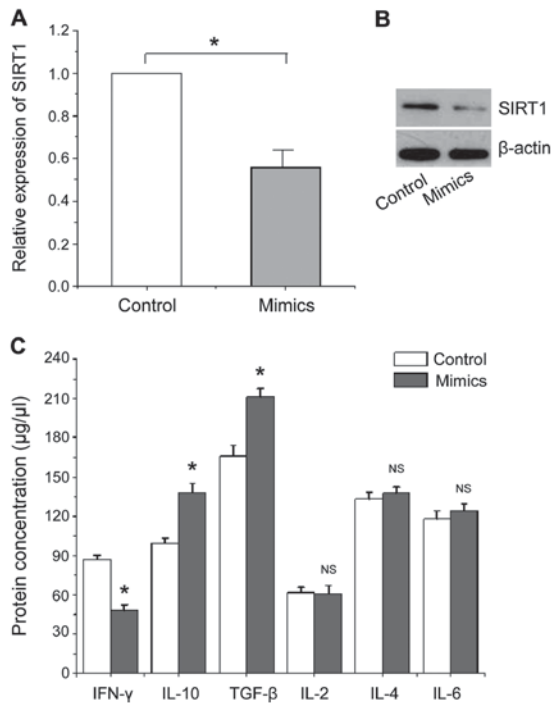 A
Relative expression of SIRT1
1.2
1.0
0.8
0.6
0.4
0.2
0.0
*
Control
Mimics
B
SIRT1
β-actin
Control
Mimics
C
Protein concentration (µg/µl)
240
210
180
150
120
90
60
30
0
Control
Mimics
*
*
*
NS
NS
NS
IFN-γ
IL-10
TGF-β
IL-2
IL-4
IL-6